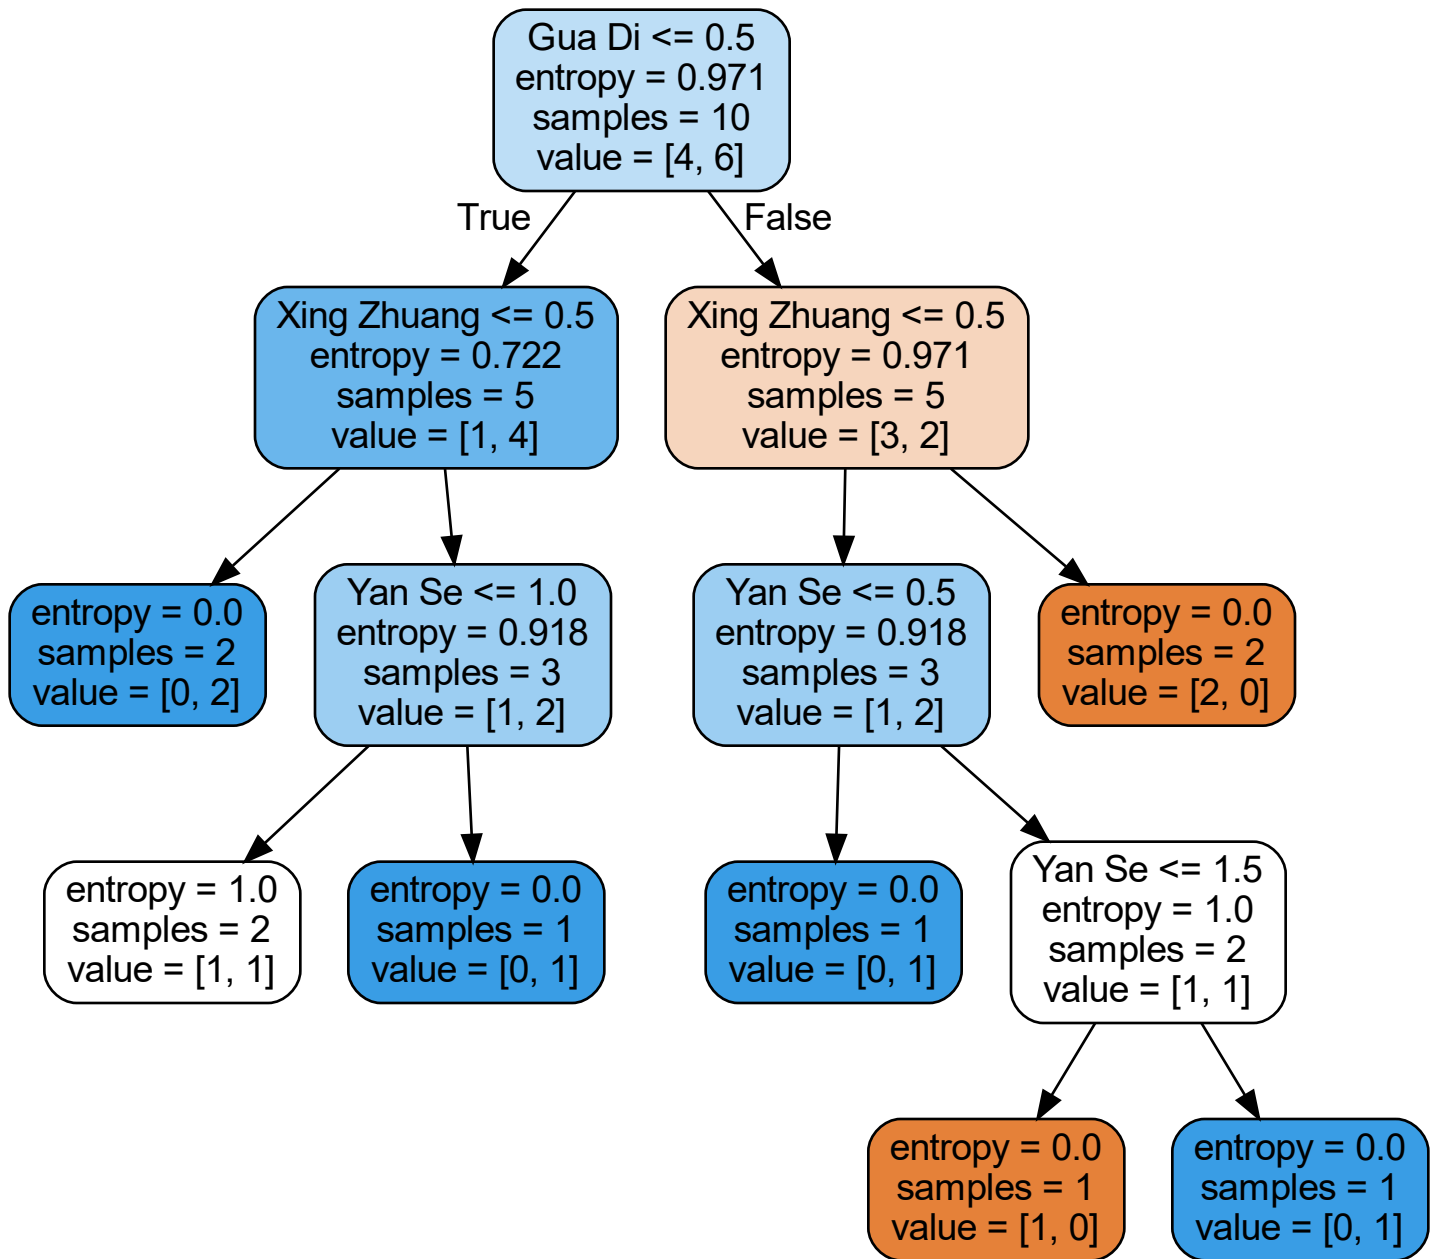 Gua Di <= 0.5
entropy = 0.971
samples = 10
value = [4, 6]
True
False
Xing Zhuang <= 0.5
entropy = 0.722
samples = 5
value = [1, 4]
Xing Zhuang <= 0.5
entropy = 0.971
samples = 5
value = [3, 2]
entropy = 0.0
samples = 2
value = [0, 2]
Yan Se <= 1.0
entropy = 0.918
samples = 3
value = [1, 2]
Yan Se <= 0.5
entropy = 0.918
samples = 3
value = [1, 2]
entropy = 0.0
samples = 2
value = [2, 0]
entropy = 1.0
samples = 2
value = [1, 1]
entropy = 0.0
samples = 1
value = [0, 1]
entropy = 0.0
samples = 1
value = [0, 1]
Yan Se <= 1.5
entropy = 1.0
samples = 2
value = [1, 1]
entropy = 0.0
samples = 1
value = [1, 0]
entropy = 0.0
samples = 1
value = [0, 1]